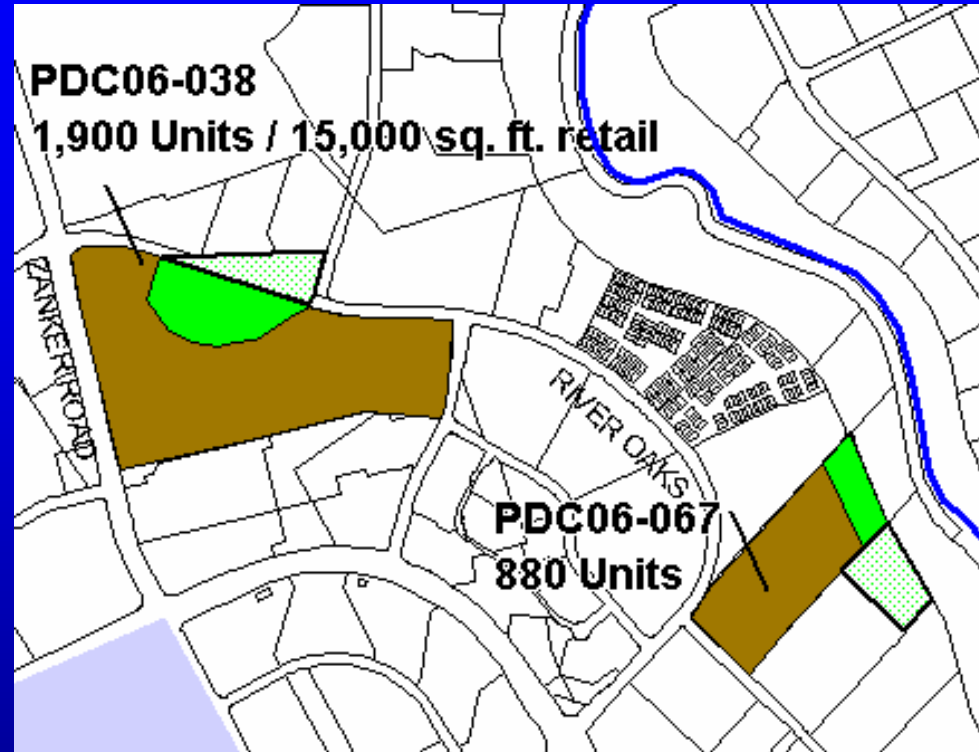 PDC06-038
1,900 Units / 15,000 sq. ft. retail
ZANKER ROAD
RIVER OAKS
PDC06-067
880 Units